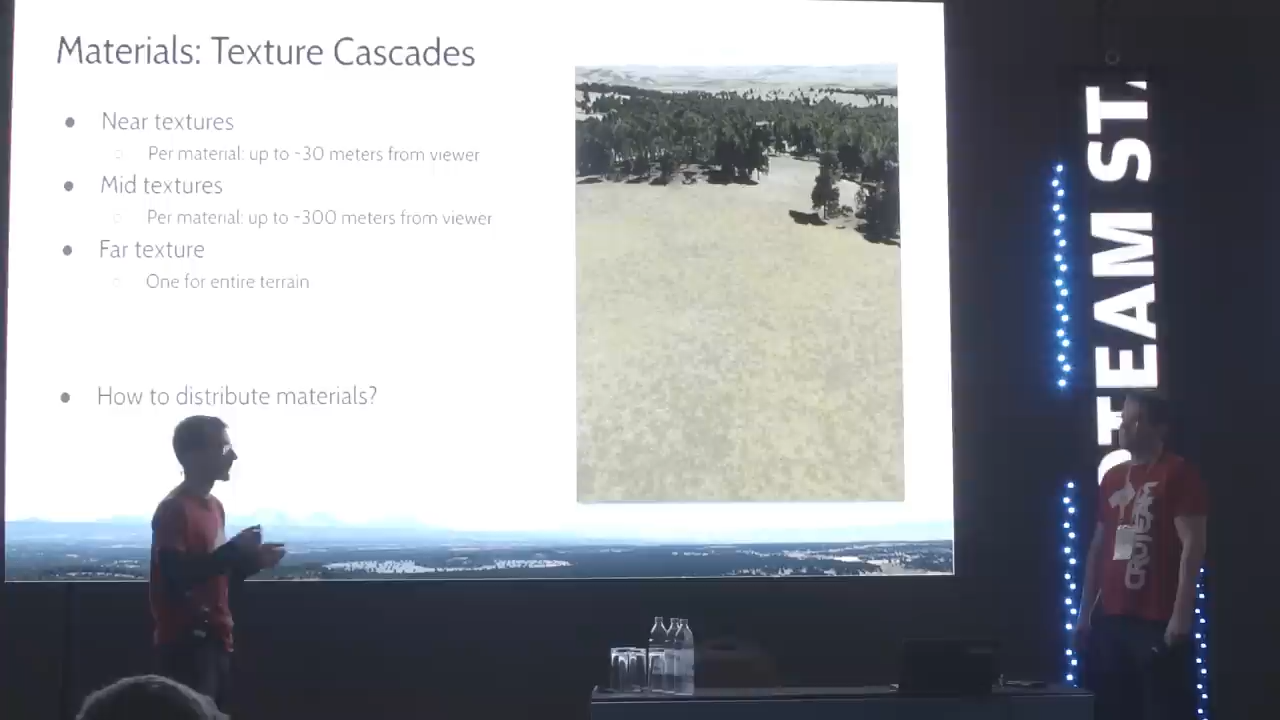 Materials: Texture Cascades
● Near textures
○ Per material: up to ~30 meters from viewer
● Mid textures
○ Per material: up to ~300 meters from viewer
● Far texture
○ One for entire terrain
● How to distribute materials?
TEAM ST